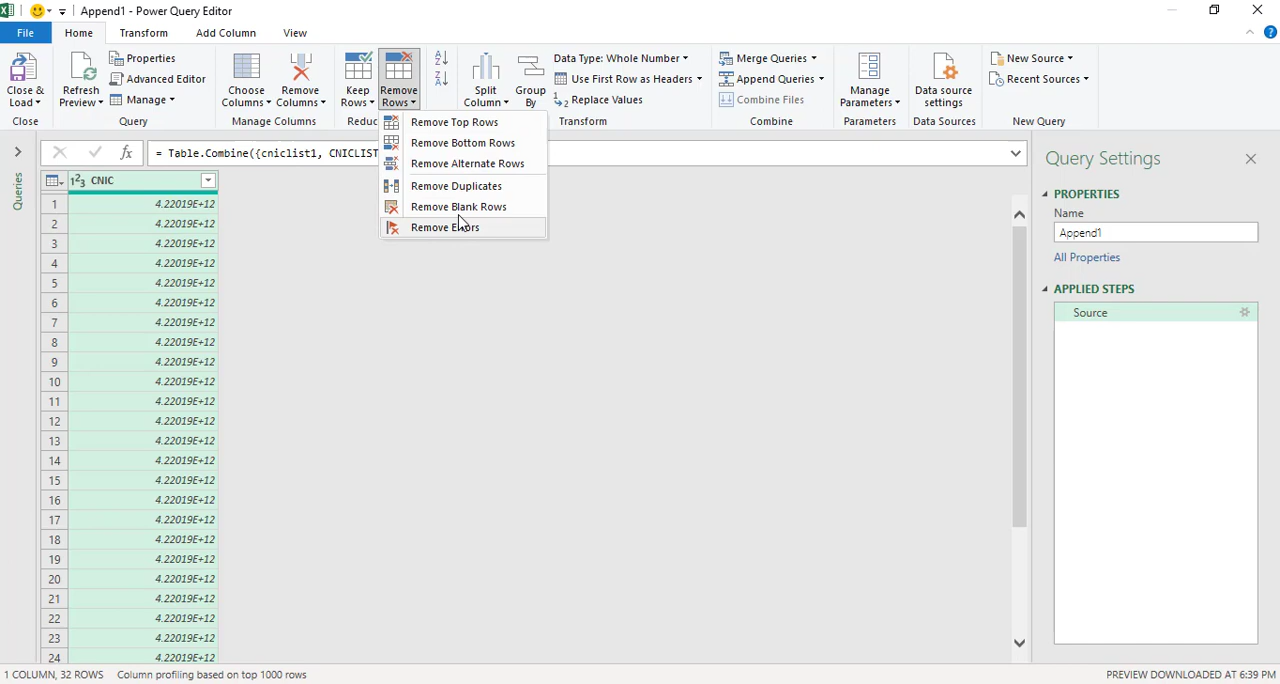 Append1 - Power Query Editor
File Home Transform Add Column View
Close & Load
Refresh Preview
Properties
Advanced Editor
Manage
Choose Columns
Remove Columns
Keep Rows
Remove Rows
Split Column
Group By
Data Type: Whole Number
Use First Row as Headers
Replace Values
Merge Queries
Append Queries
Combine Files
Manage Parameters
Data source settings
New Source
Recent Sources
Close Query Manage Columns Transform Combine Parameters Data Sources New Query
Remove Top Rows
Remove Bottom Rows
Remove Alternate Rows
Remove Duplicates
Remove Blank Rows
Remove Errors
fx = Table.Combine({cniclist1, CNICLIST
Queries
1²3 CNIC
1 4.22019E+12
2 4.22019E+12
3 4.22019E+12
4 4.22019E+12
5 4.22019E+12
6 4.22019E+12
7 4.22019E+12
8 4.22019E+12
9 4.22019E+12
10 4.22019E+12
11 4.22019E+12
12 4.22019E+12
13 4.22019E+12
14 4.22019E+12
15 4.22019E+12
16 4.22019E+12
17 4.22019E+12
18 4.22019E+12
19 4.22019E+12
20 4.22019E+12
21 4.22019E+12
22 4.22019E+12
23 4.22019E+12
24 4.22019E+12
Query Settings
PROPERTIES
Name
Append1
All Properties
APPLIED STEPS
Source
1 COLUMN, 32 ROWS Column profiling based on top 1000 rows
PREVIEW DOWNLOADED AT 6:39 PM